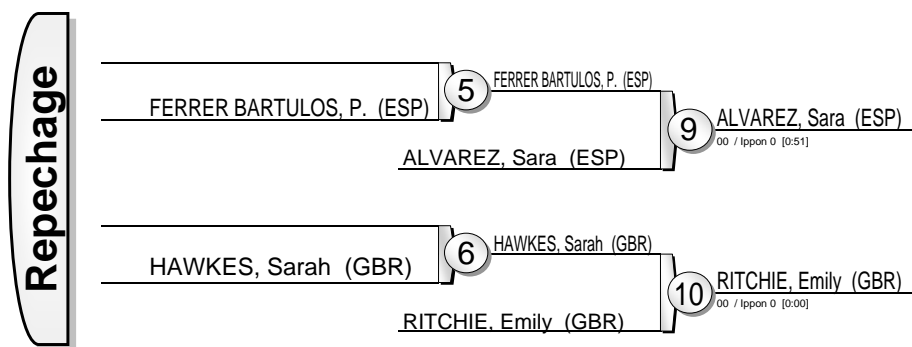 Repechage
FERRER BARTULOS, P. (ESP)
5
FERRER BARTULOS, P. (ESP)
ALVAREZ, Sara (ESP)
9
ALVAREZ, Sara (ESP)
00 / Ippon 0 [0:51]
HAWKES, Sarah (GBR)
6
HAWKES, Sarah (GBR)
RITCHIE, Emily (GBR)
10
RITCHIE, Emily (GBR)
00 / Ippon 0 [0:00]